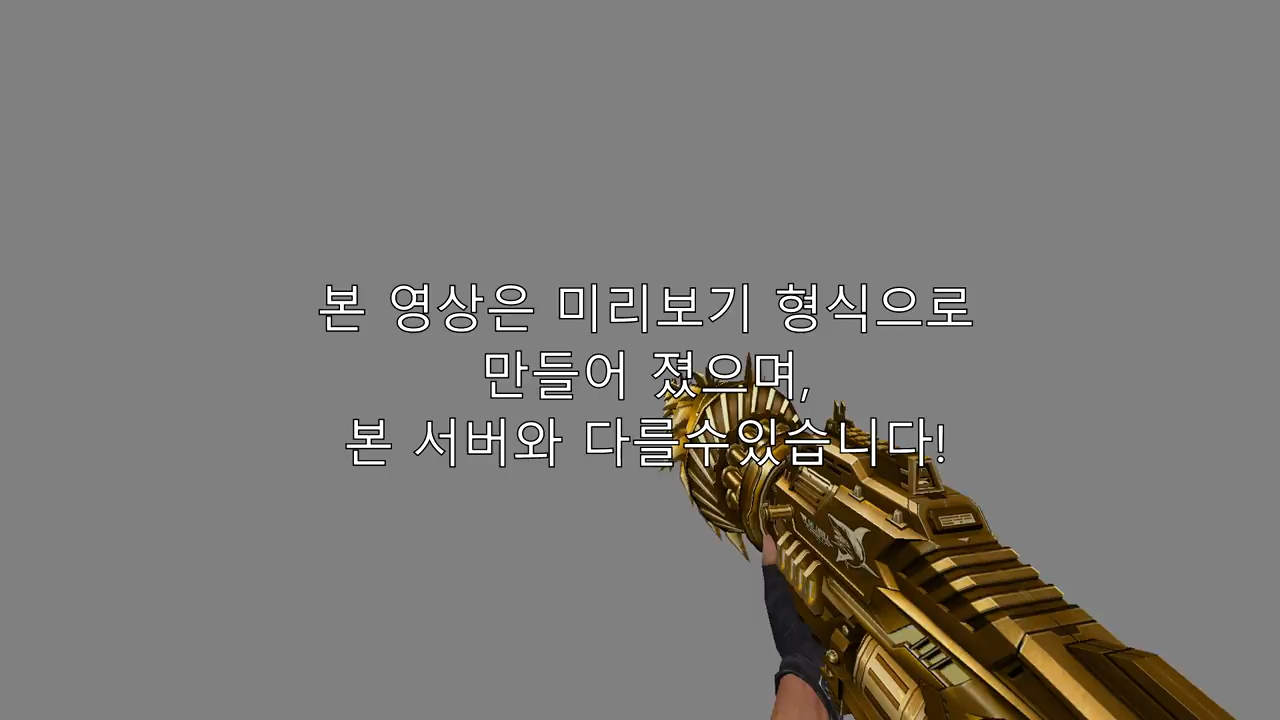 본 영상은 미리보기 형식으로
만들어 졌으며,
본 서버와 다를수있습니다!